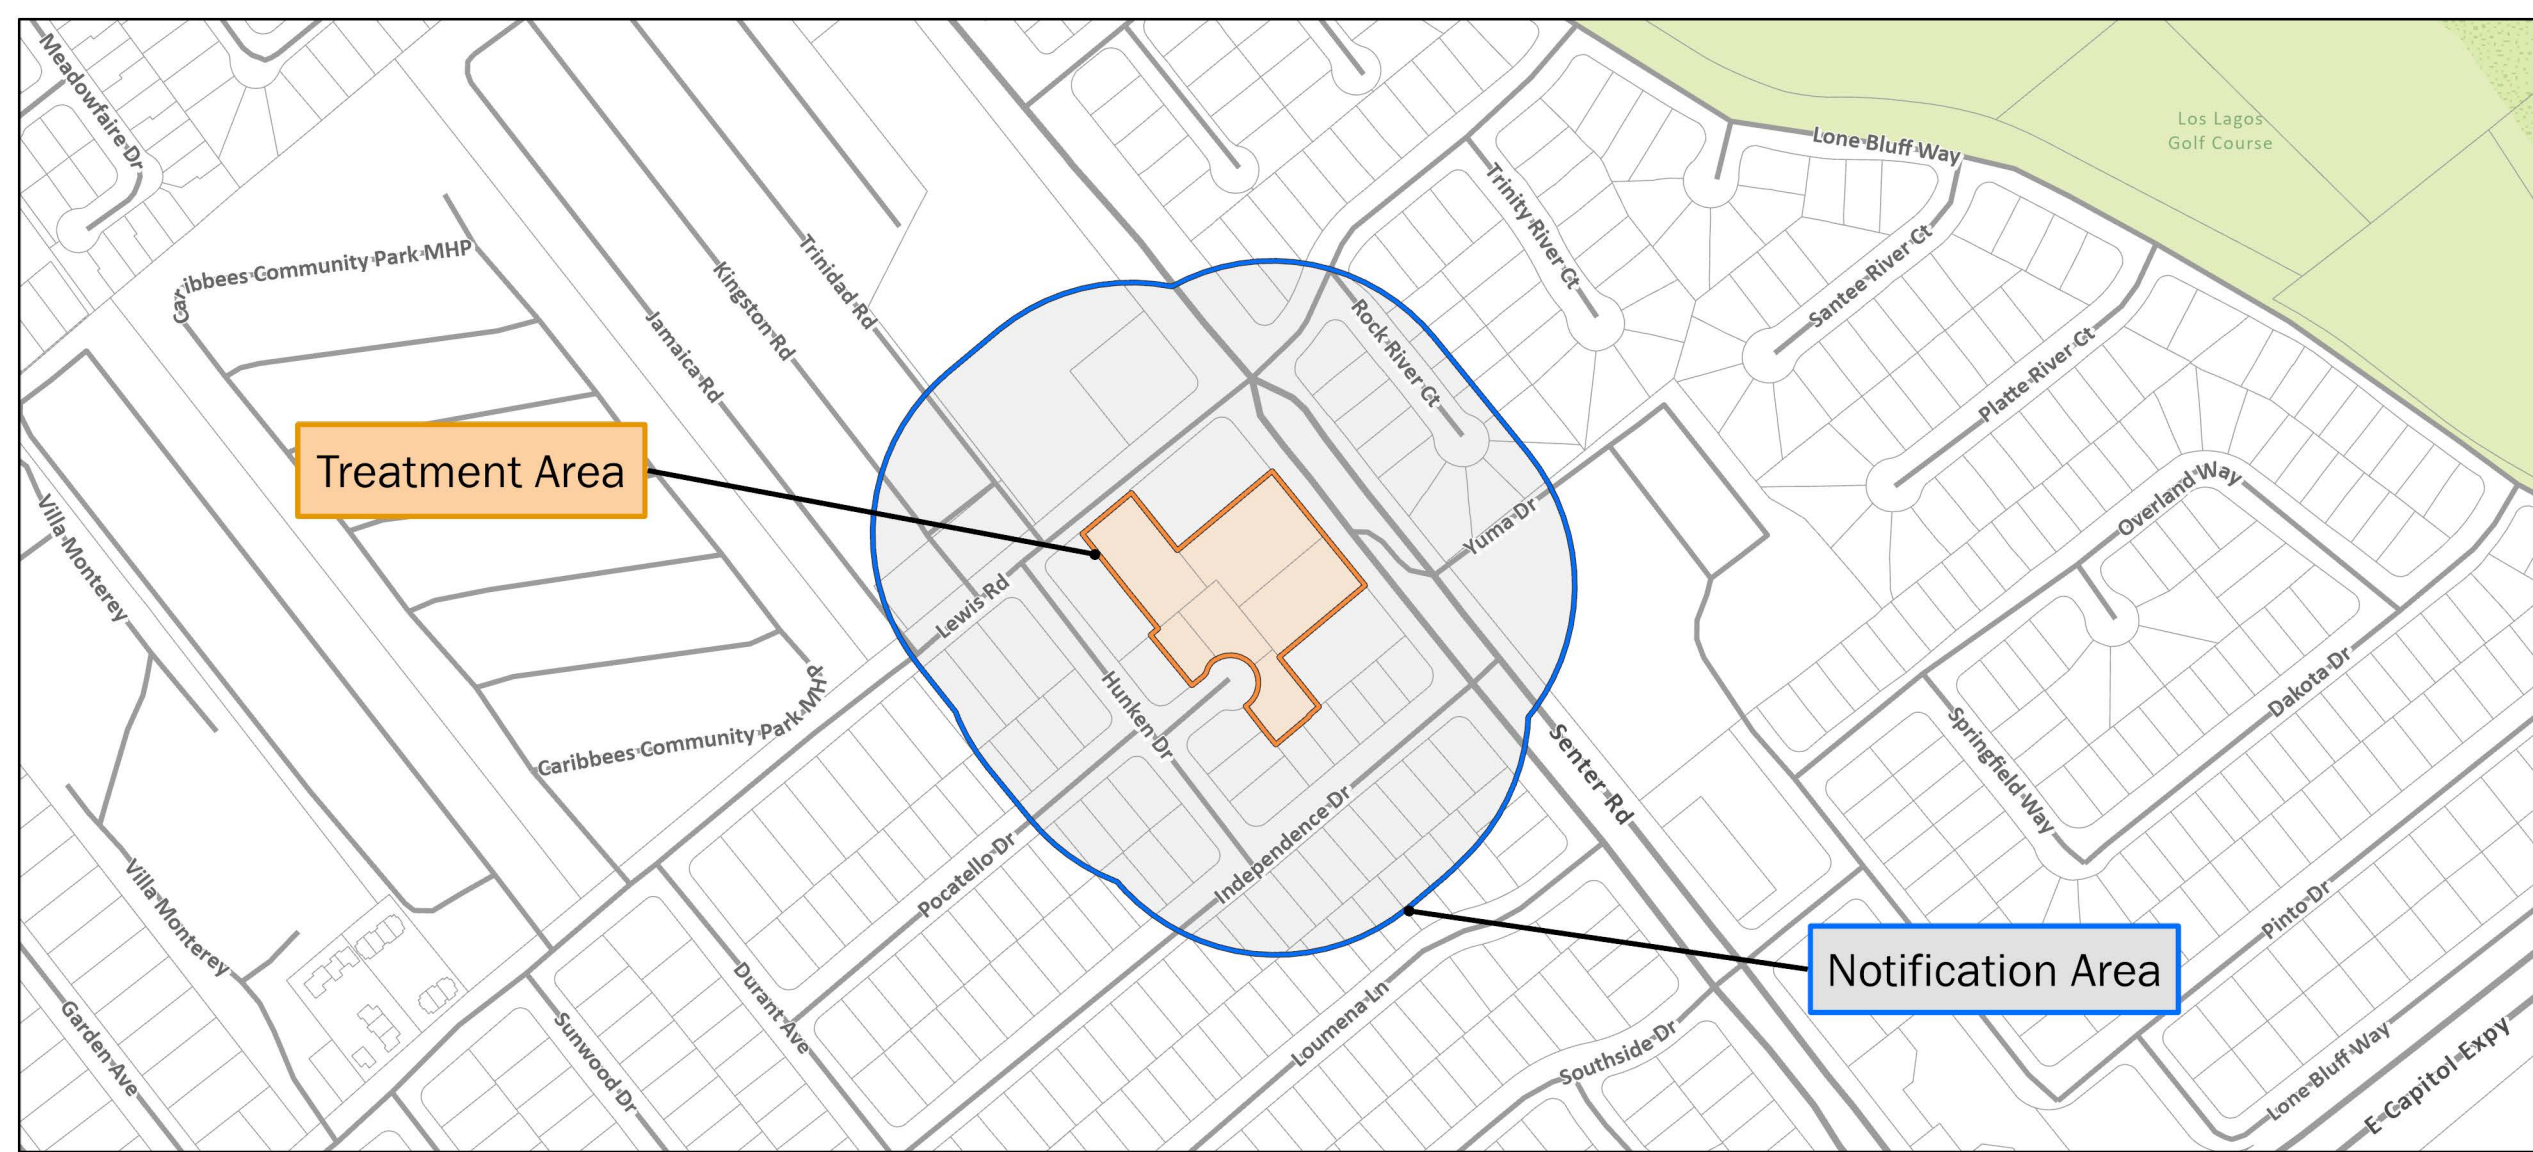 Meadowfaire Dr
Los Lagos
Golf Course
Lone Bluff Way
Trinity River Ct
Santee River Ct
Caribbees Community Park MHP
Trinidad Rd
Kingston Rd
Jamaica Rd
Rock River Ct
Platte River Ct
Treatment Area
Overland Way
Villa Monterey
Yuma Dr
Lewis Rd
Hunken Dr
Dakota Dr
Caribbees Community Park MHP
Springfield Way
Senter Rd
Independence Dr
Pocatello Dr
Villa Monterey
Pinto Dr
Notification Area
Durant Ave
Loumena Ln
Garden Ave
Sunwood Dr
Southside Dr
Lone Bluff Way
E Capitol Expy